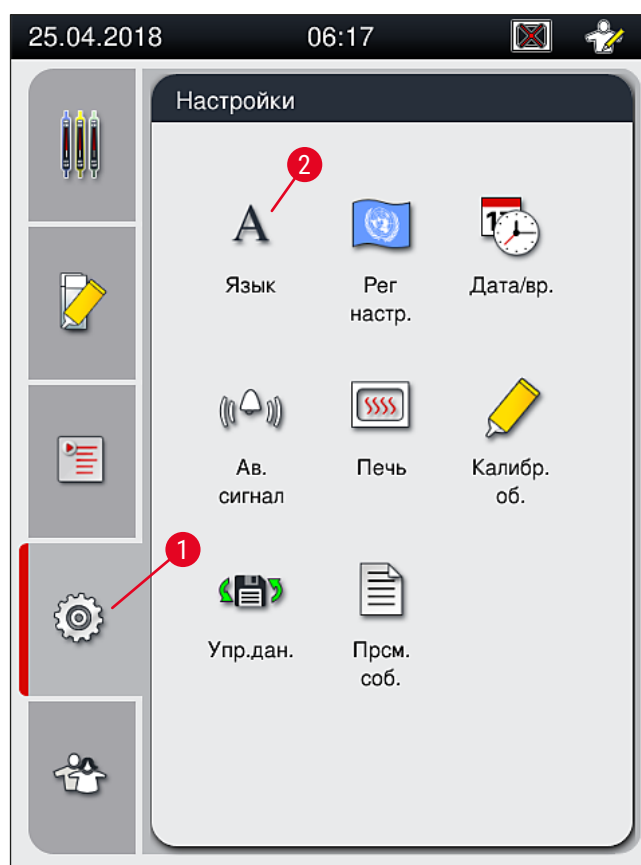 25.04.2018 06:17
Настройки
2
Язык Рег Дата/вр.
настр.
Ав. Печь Калибр.
сигнал об.
1
Упр.дан. Прсм.
соб.